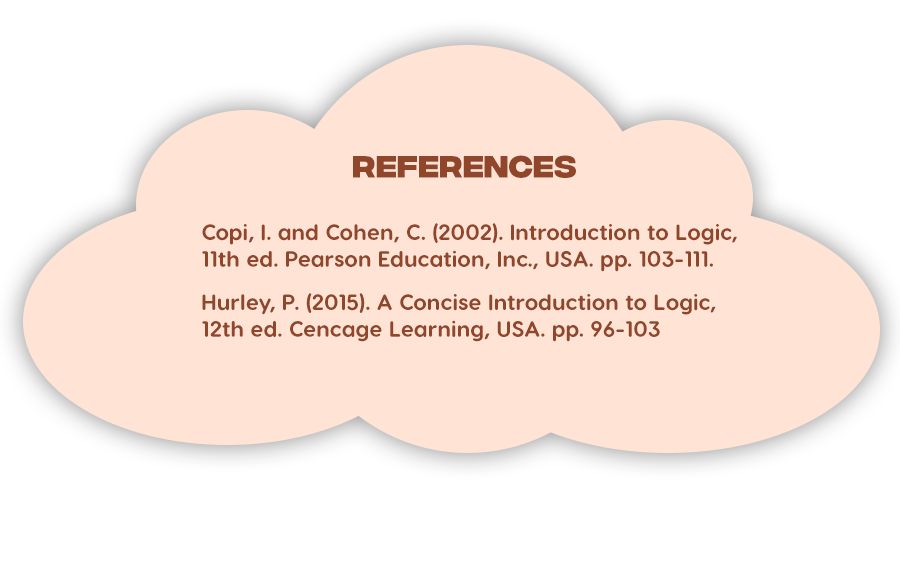 REFERENCES
Copi, I. and Cohen, C. (2002). Introduction to Logic,
11th ed. Pearson Education, Inc., USA. pp. 103-111.
Hurley, P. (2015). A Concise Introduction to Logic,
12th ed. Cencage Learning, USA. pp. 96-103